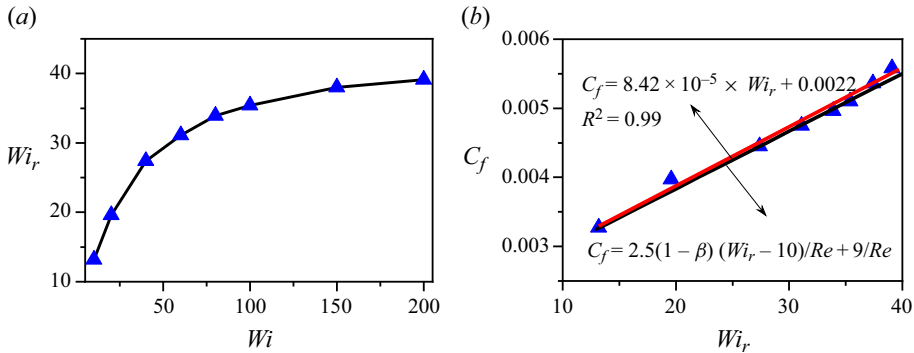 (a)
40
30
20
10
Wi_r
50
100
150
200
Wi
(b)
0.006
0.005
0.004
0.003
C_f
C_f = 8.42 × 10⁻⁵ × Wi_r + 0.0022
R² = 0.99
C_f = 2.5(1 – β) (Wi_r – 10)/Re + 9/Re
10
20
30
40
Wi_r